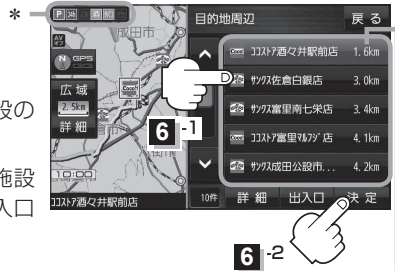 *
P 24
成田市
目的地周辺
戻る
AV
オフ
N GPS
広域
2.5km
詳細
10:00
ココストア酒々井駅前店
ココストア酒々井駅前店 1.6km
サンクス佐倉白銀店 3.0km
サンクス富里南七栄店 3.4km
ココストア富里マルフジ店 4.1km
サンクス成田公設市... 4.2km
10件
詳細
出入口
決定
6-1
6-2
設の
施設
入口